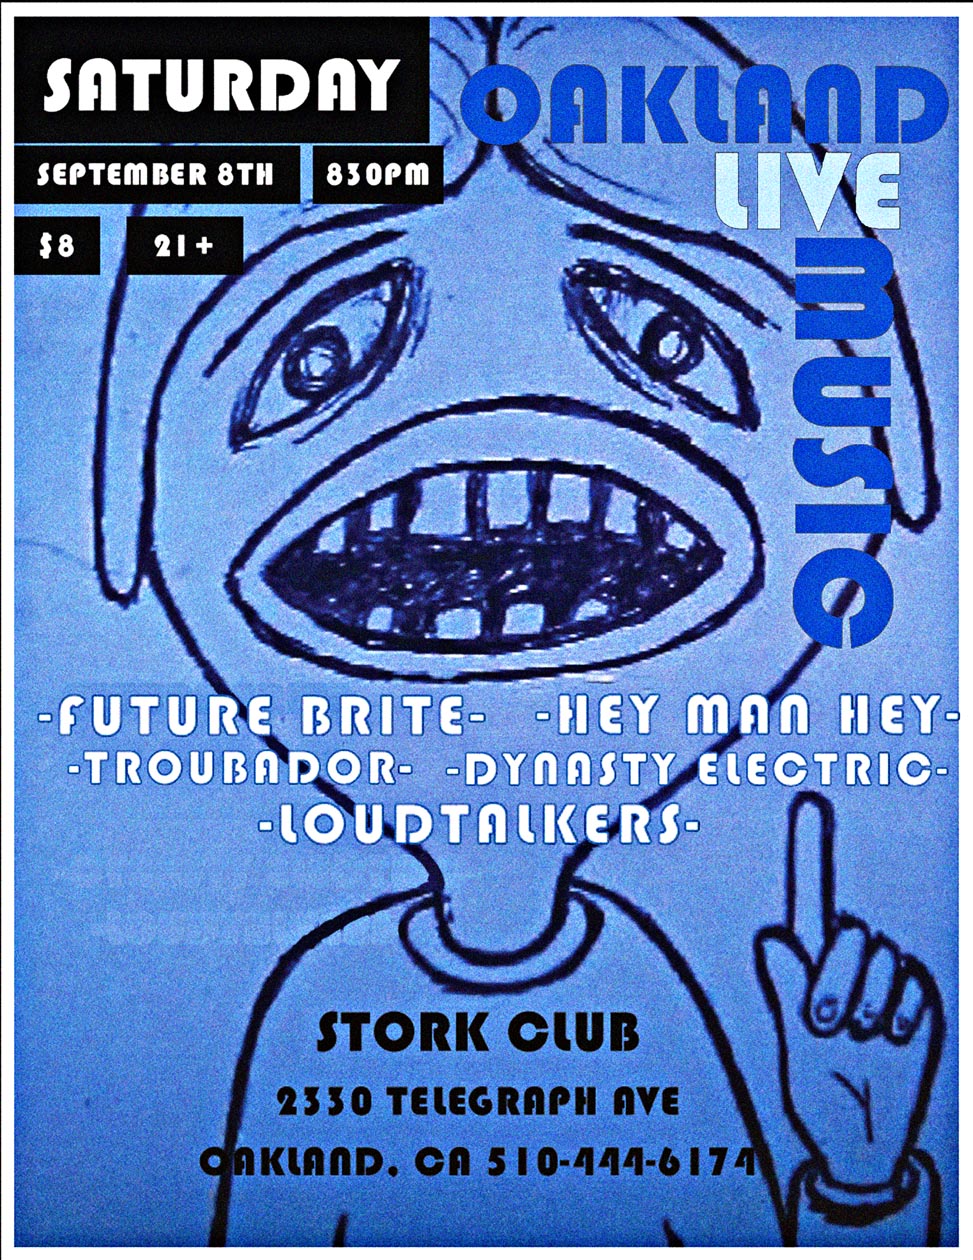 SATURDAY
SEPTEMBER 8TH 830PM
$8 21+
OAKLAND
LIVE
MUSIC
-FUTURE BRITE- -HEY MAN HEY-
-TROUBADOR- -DYNASTY ELECTRIC-
-LOUDTALKERS-
STORK CLUB
2330 TELEGRAPH AVE
OAKLAND, CA 510-444-6174